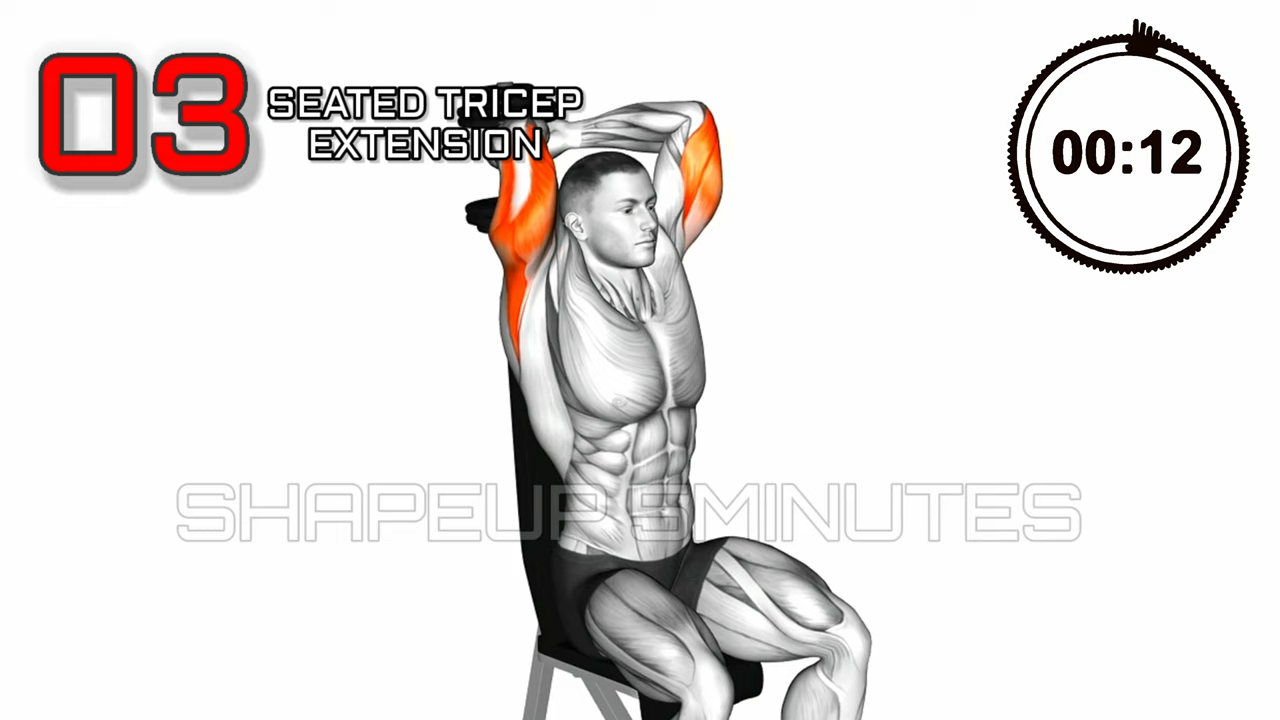 03
SEATED TRICEP
EXTENSION
00:12
SHAPEUP 5MINUTES